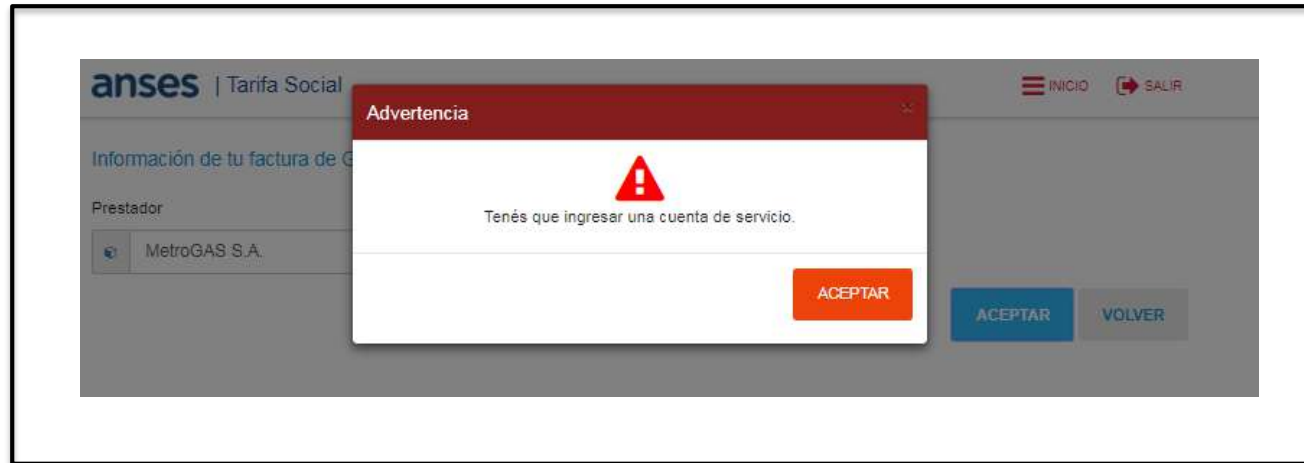 anses | Tarifa Social
INICIO
SALIR
Advertencia
×
Información de tu factura de G
Tenés que ingresar una cuenta de servicio.
Prestador
MetroGAS S.A.
ACEPTAR
ACEPTAR
VOLVER